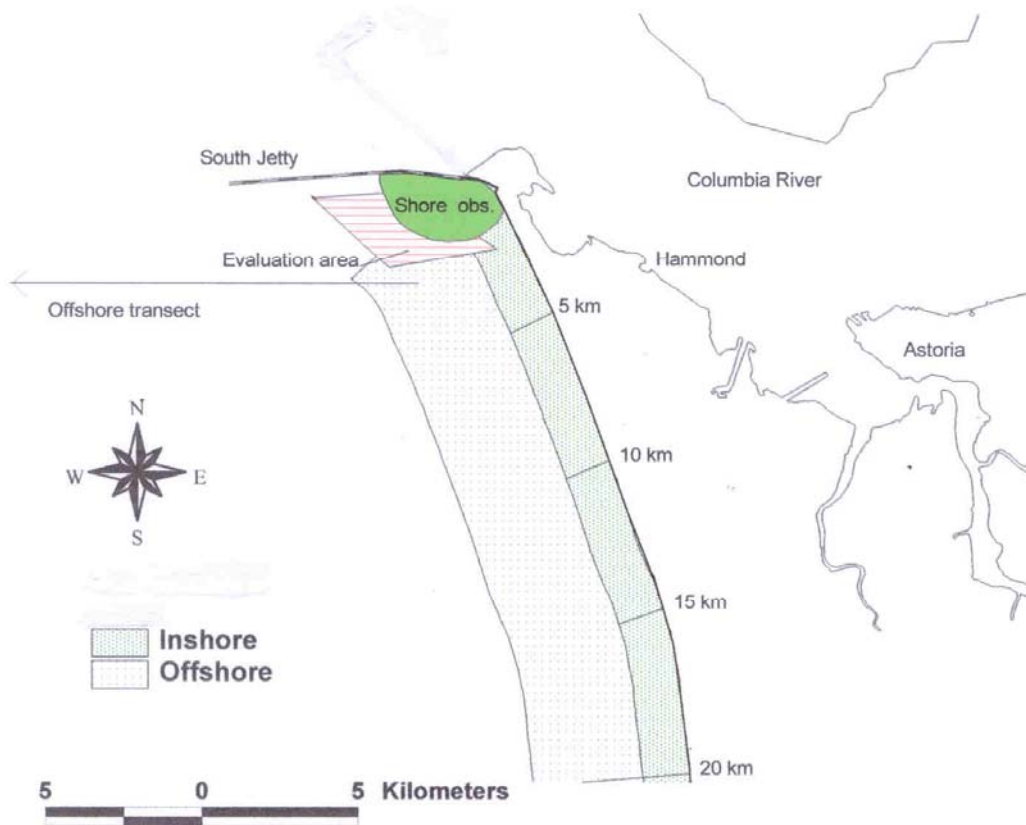 South Jetty
Columbia River
Shore obs.
Evaluation area
Hammond
Offshore transect
5 km
Astoria
N
W E
S
10 km
15 km
Inshore
Offshore
20 km
5 0 5 Kilometers